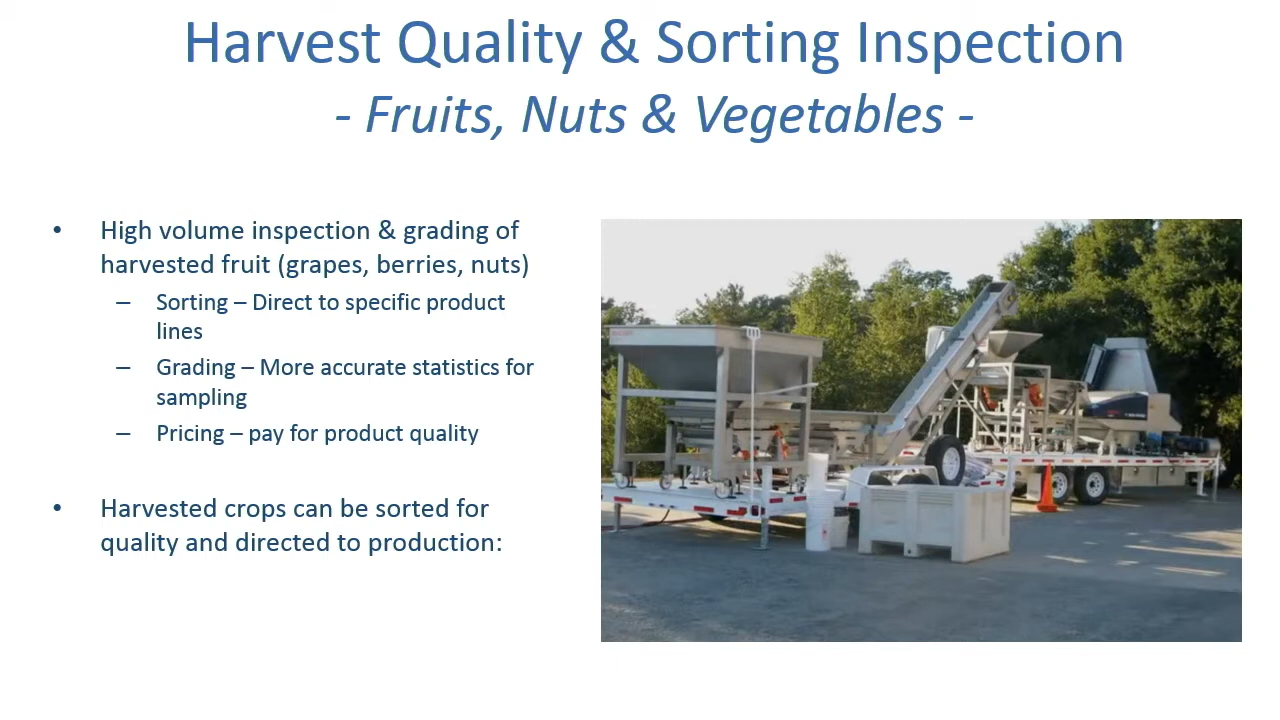 Harvest Quality & Sorting Inspection
- Fruits, Nuts & Vegetables -
• High volume inspection & grading of
harvested fruit (grapes, berries, nuts)
– Sorting – Direct to specific product
lines
– Grading – More accurate statistics for
sampling
– Pricing – pay for product quality
• Harvested crops can be sorted for
quality and directed to production: